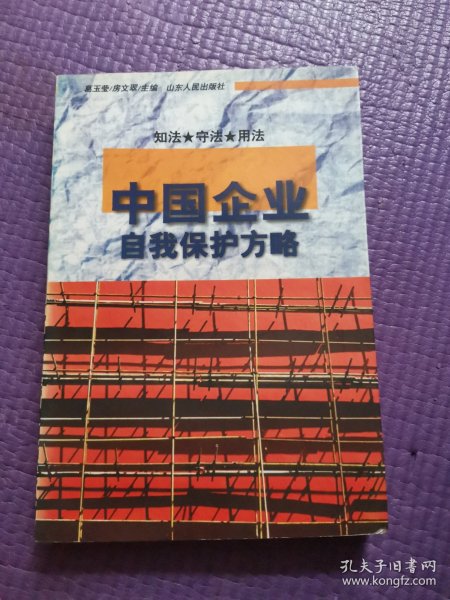 葛玉莹/房文翠/主编 山东人民出版社
知法★守法★用法
中国企业
自我保护方略
孔夫子旧书网
www.kongfz.com